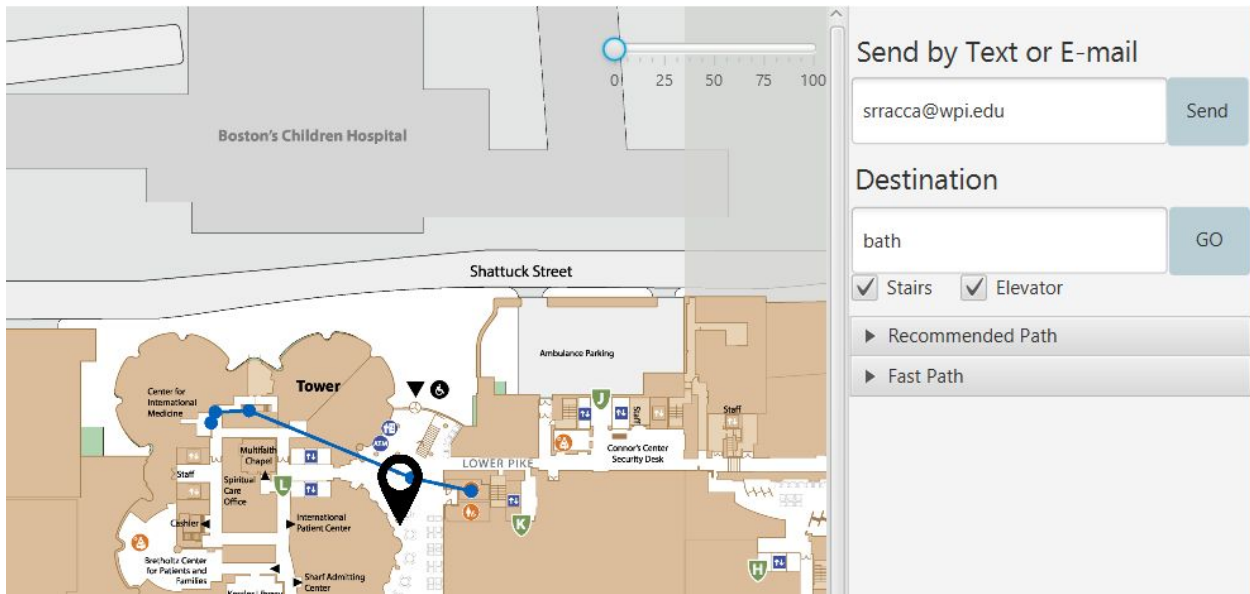 Boston's Children Hospital
0 25 50 75 100
Shattuck Street
Ambulance Parking
Tower
Center for
International
Medicine
J
Staff
Staff
Connor's Center
Security Desk
ATM
Multifaith
Chapel
LOWER PIKE
Staff
L
Spiritual
Care
Office
K
Cashier
International
Patient Center
Bretholtz Center
for Patients and
Families
H
Sharf Admitting
Center
Send by Text or E-mail
srracca@wpi.edu
Send
Destination
bath
GO
Stairs
Elevator
Recommended Path
Fast Path